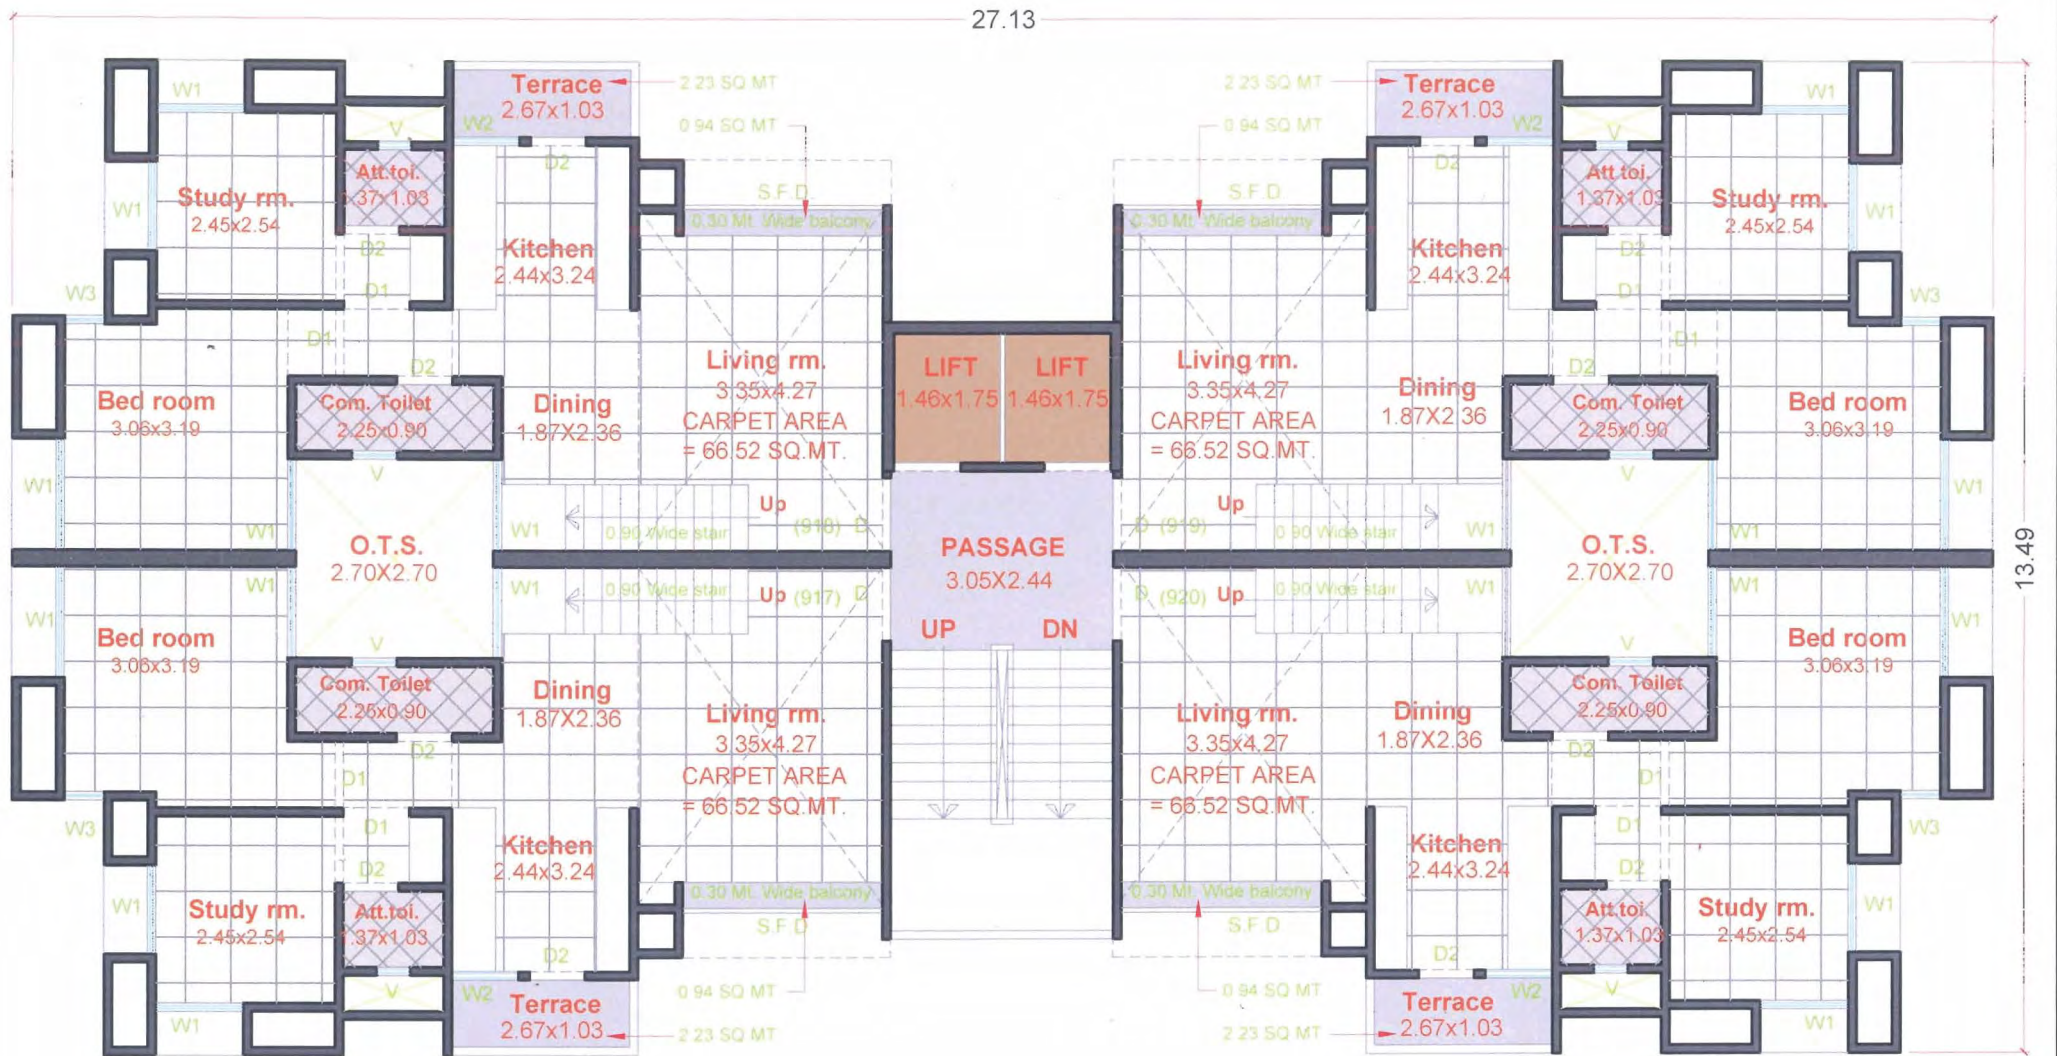 27.13
W1
Terrace
2.67x1.03
2.23 SQ MT
2.23 SQ MT
Terrace
2.67x1.03
W1
V
W2
0.94 SQ MT
0.94 SQ MT
W2
V
D2
D2
Att.toi.
1.37x1.03
Att.toi.
1.37x1.03
Study rm.
2.45x2.54
W1
S.F.D.
S.F.D
Study rm.
2.45x2.54
W1
0.30 Mt. Wide balcony
0.30 Mt. Wide balcony
Kitchen
2.44x3.24
D2
Kitchen
2.44x3.24
D2
D1
D1
W3
W3
D1
D2
Living rm.
3.35x4.27
CARPET AREA
= 66.52 SQ.MT.
LIFT
1.46x1.75
LIFT
1.46x1.75
Living rm.
3.35x4.27
CARPET AREA
= 66.52 SQ.MT.
D2
D1
Bed room
3.06x3.19
Com. Toilet
2.25x0.90
Dining
1.87X2.36
Dining
1.87X2.36
Com. Toilet
2.25x0.90
Bed room
3.06x3.19
V
V
W1
W1
Up
Up
W1
W1
W1
0.90 Wide stair
(918) D
D (919)
0.90 Wide stair
W1
W1
O.T.S.
2.70X2.70
PASSAGE
3.05X2.44
O.T.S.
2.70X2.70
13.49
W1
W1
0.90 Wide stair
Up (917) D
D (920) Up
0.90 Wide stair
W1
W1
W1
W1
UP
DN
Bed room
3.06x3.19
V
V
Bed room
3.06x3.19
Com. Toilet
2.25x0.90
Dining
1.87X2.36
Living rm.
3.35x4.27
CARPET AREA
= 66.52 SQ.MT.
Living rm.
3.35x4.27
CARPET AREA
= 66.52 SQ.MT.
Dining
1.87X2.36
Com. Toilet
2.25x0.90
D2
D2
D1
D1
W3
D1
D1
W3
Kitchen
2.44x3.24
Kitchen
2.44x3.24
D2
D2
0.30 Mt. Wide balcony
0.30 Mt. Wide balcony
W1
Study rm.
2.45x2.54
Att.toi.
1.37x1.03
S.F.D
S.F.D
Att.toi.
1.37x1.03
Study rm.
2.45x2.54
W1
D2
D2
V
W2
0.94 SQ MT
0.94 SQ MT
W2
V
W1
Terrace
2.67x1.03
2.23 SQ MT
2.23 SQ MT
Terrace
2.67x1.03
W1